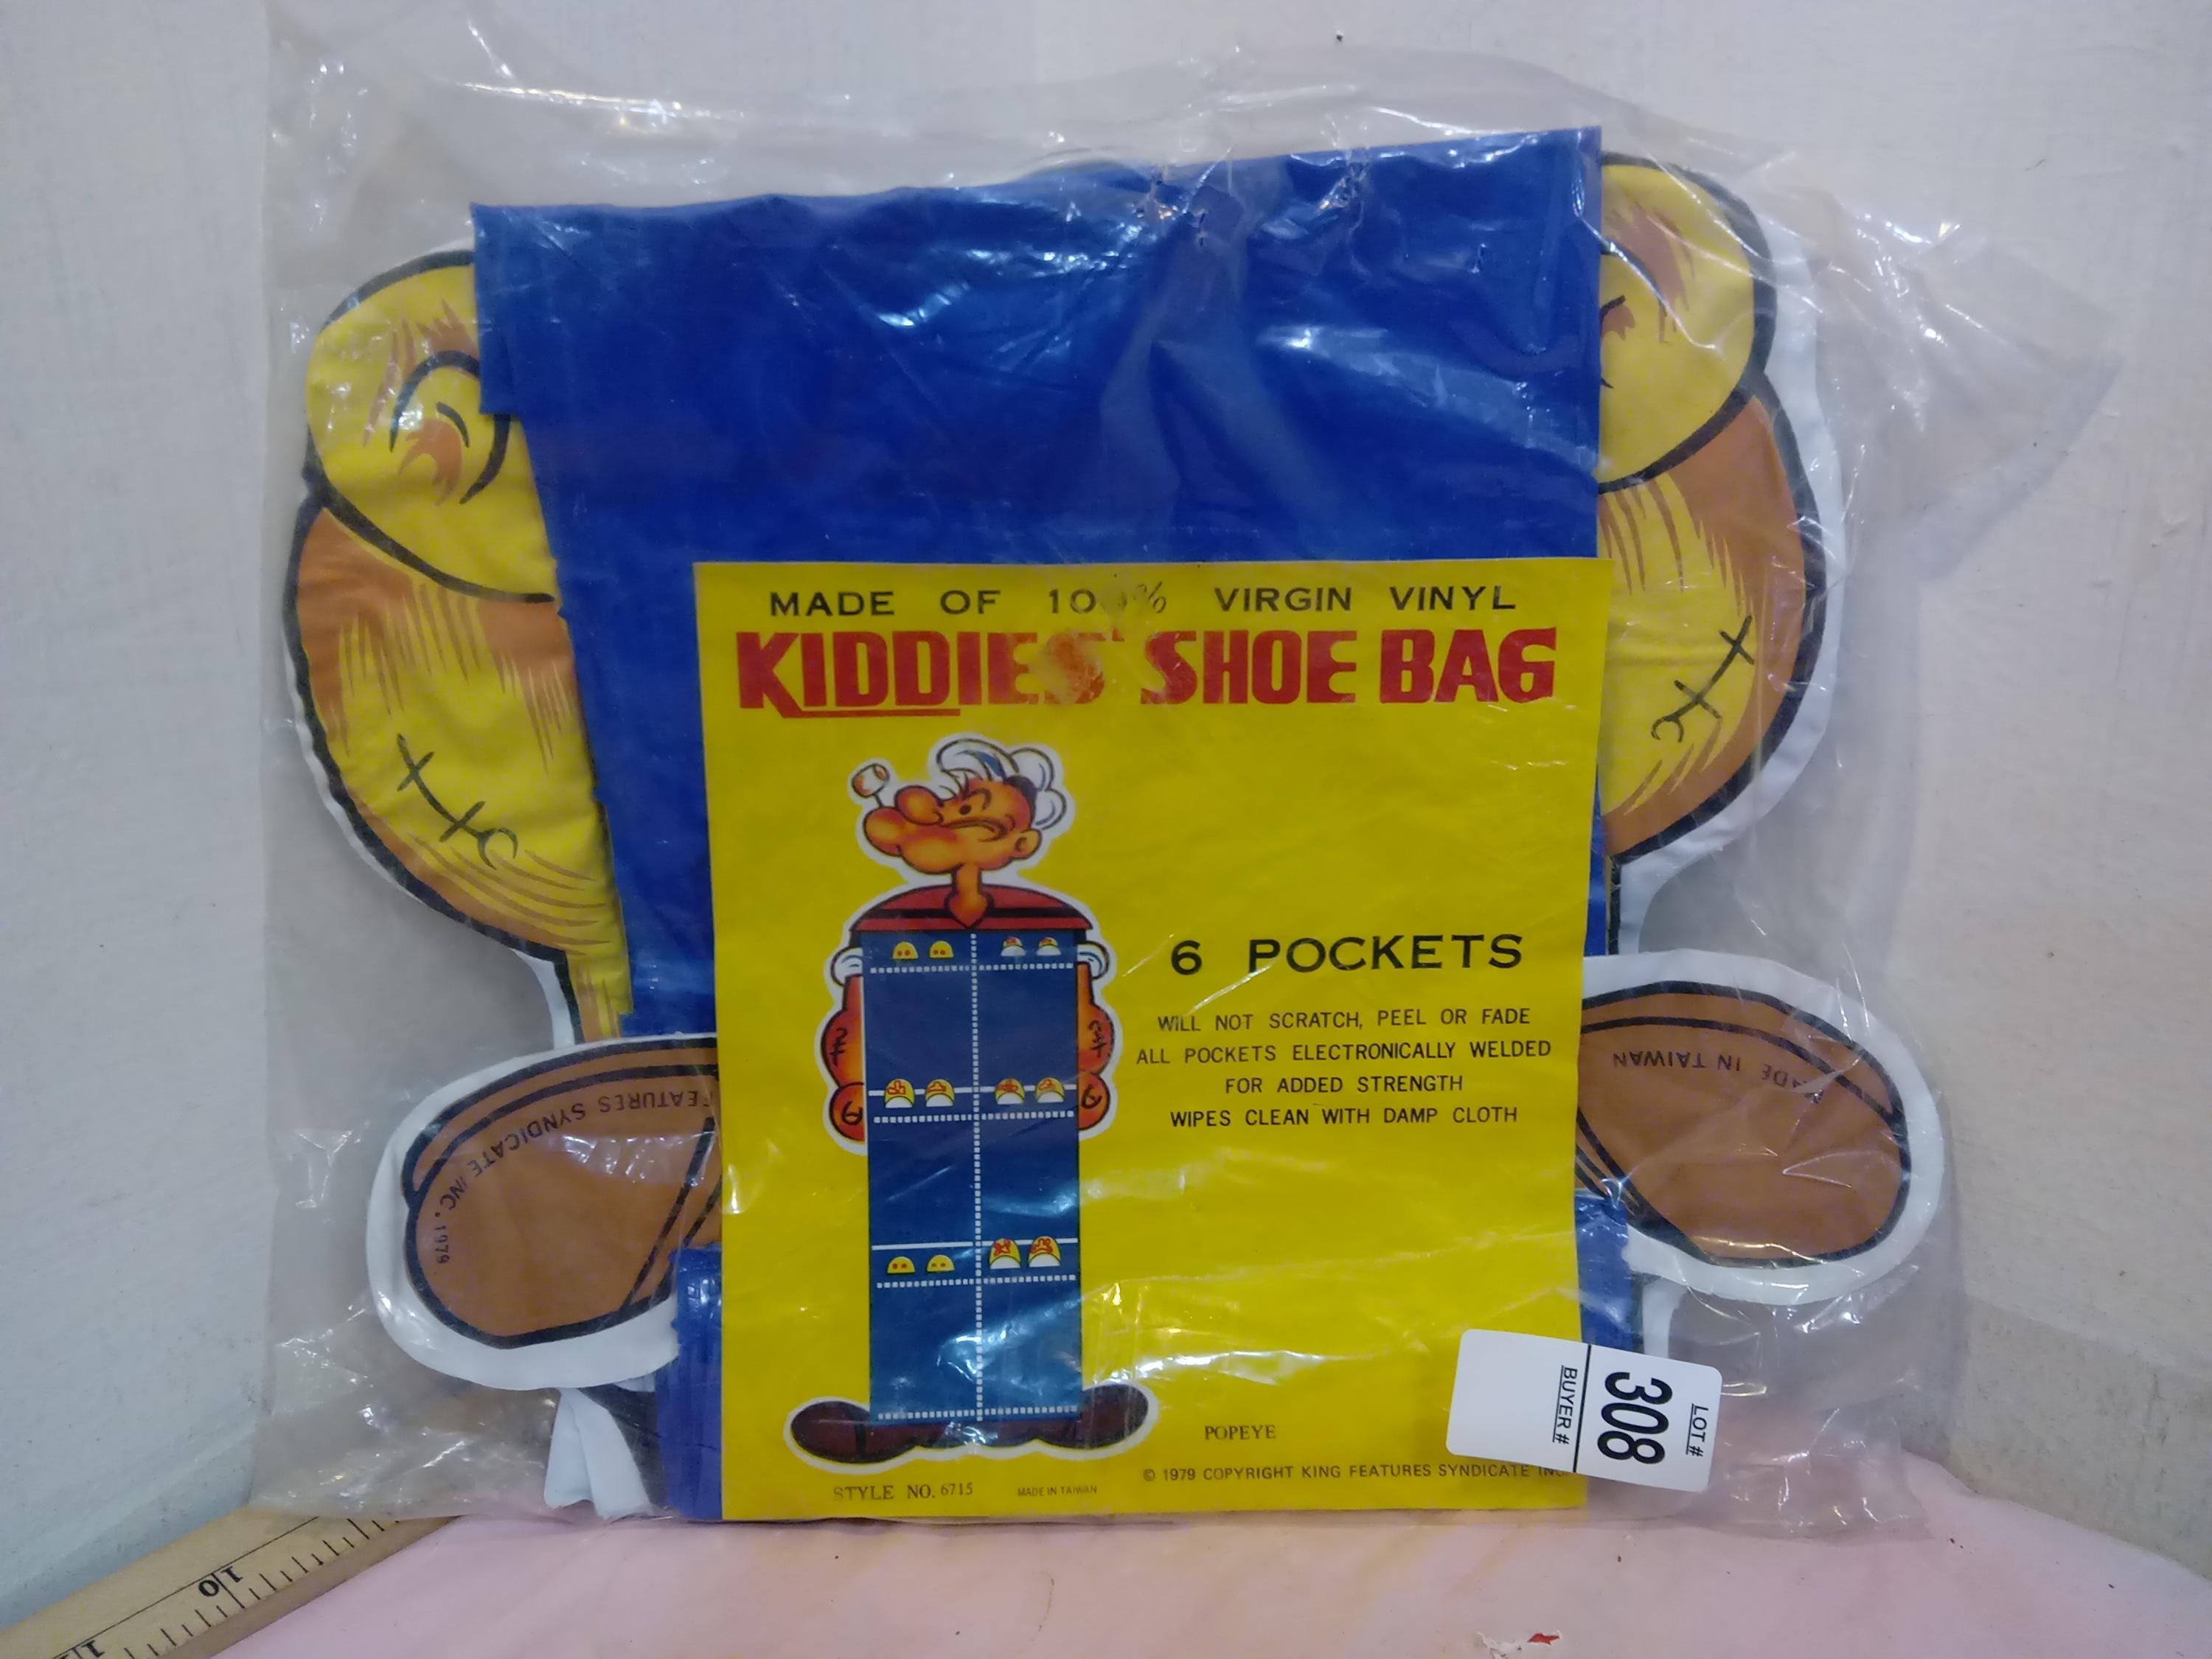 MADE OF 100% VIRGIN VINYL
KIDDIES' SHOE BAG
6 POCKETS
WILL NOT SCRATCH, PEEL OR FADE
ALL POCKETS ELECTRONICALLY WELDED
FOR ADDED STRENGTH
WIPES CLEAN WITH DAMP CLOTH
POPEYE
© 1979 COPYRIGHT KING FEATURES SYNDICATE INC.
STYLE NO. 6715
MADE IN TAIWAN
FEATURES SYNDICATE INC. 1979
MADE IN TAIWAN
LOT #
308
BUYER #
10